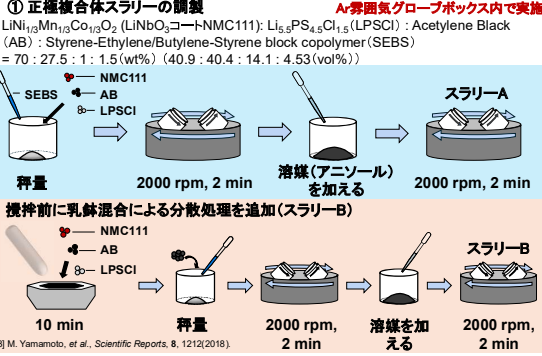 ① 正極複合体スラリーの調製
Ar雰囲気グローブボックス内で実施
LiNi1/3Mn1/3Co1/3O2 (LiNbO3コートNMC111): Li5.5PS4.5Cl1.5(LPSCl) : Acetylene Black
(AB) : Styrene-Ethylene/Butylene-Styrene block copolymer(SEBS)
= 70 : 27.5 : 1 : 1.5(wt%) (40.9 : 40.4 : 14.1 : 4.53(vol%))
NMC111
SEBS
AB
LPSCl
スラリーA
秤量
2000 rpm, 2 min
溶媒(アニソール)
を加える
2000 rpm, 2 min
攪拌前に乳鉢混合による分散処理を追加(スラリーB)
NMC111
AB
LPSCl
スラリーB
10 min
秤量
2000 rpm,
2 min
溶媒を加
える
2000 rpm,
2 min
3] M. Yamamoto, et al., Scientific Reports, 8, 1212(2018).